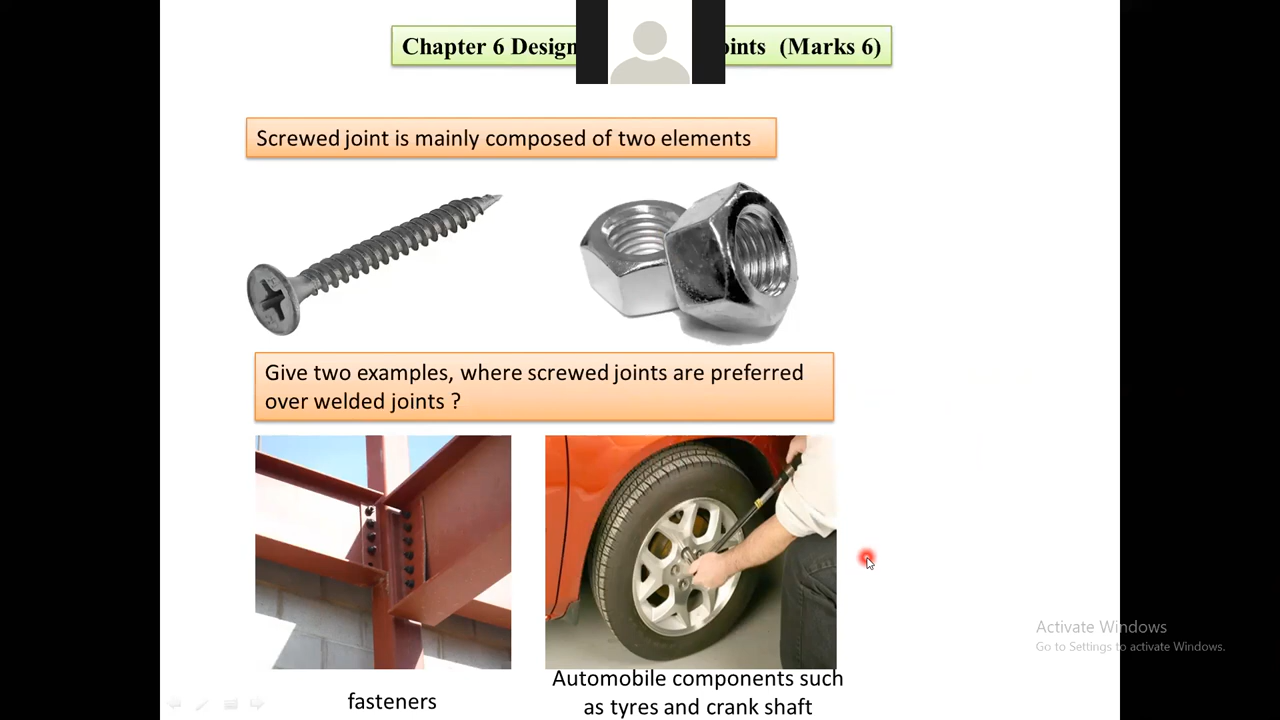 Chapter 6 Design oints (Marks 6)
Screwed joint is mainly composed of two elements
Give two examples, where screwed joints are preferred
over welded joints ?
fasteners
Automobile components such
as tyres and crank shaft
Activate Windows
Go to Settings to activate Windows.